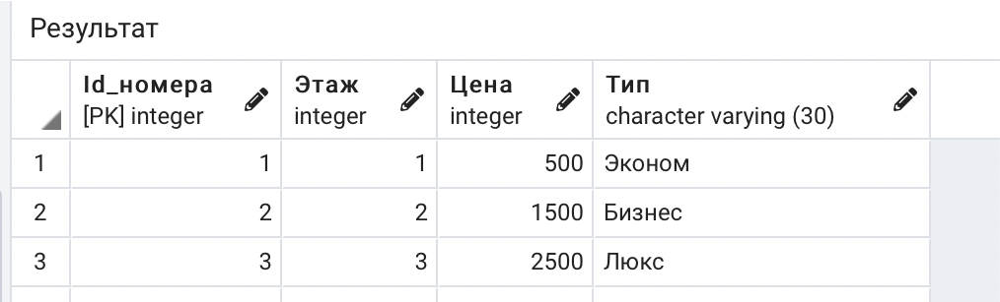 Результат
Id_номера Этаж Цена Тип
[PK] integer integer integer character varying (30)
1 1 1 500 Эконом
2 2 2 1500 Бизнес
3 3 3 2500 Люкс